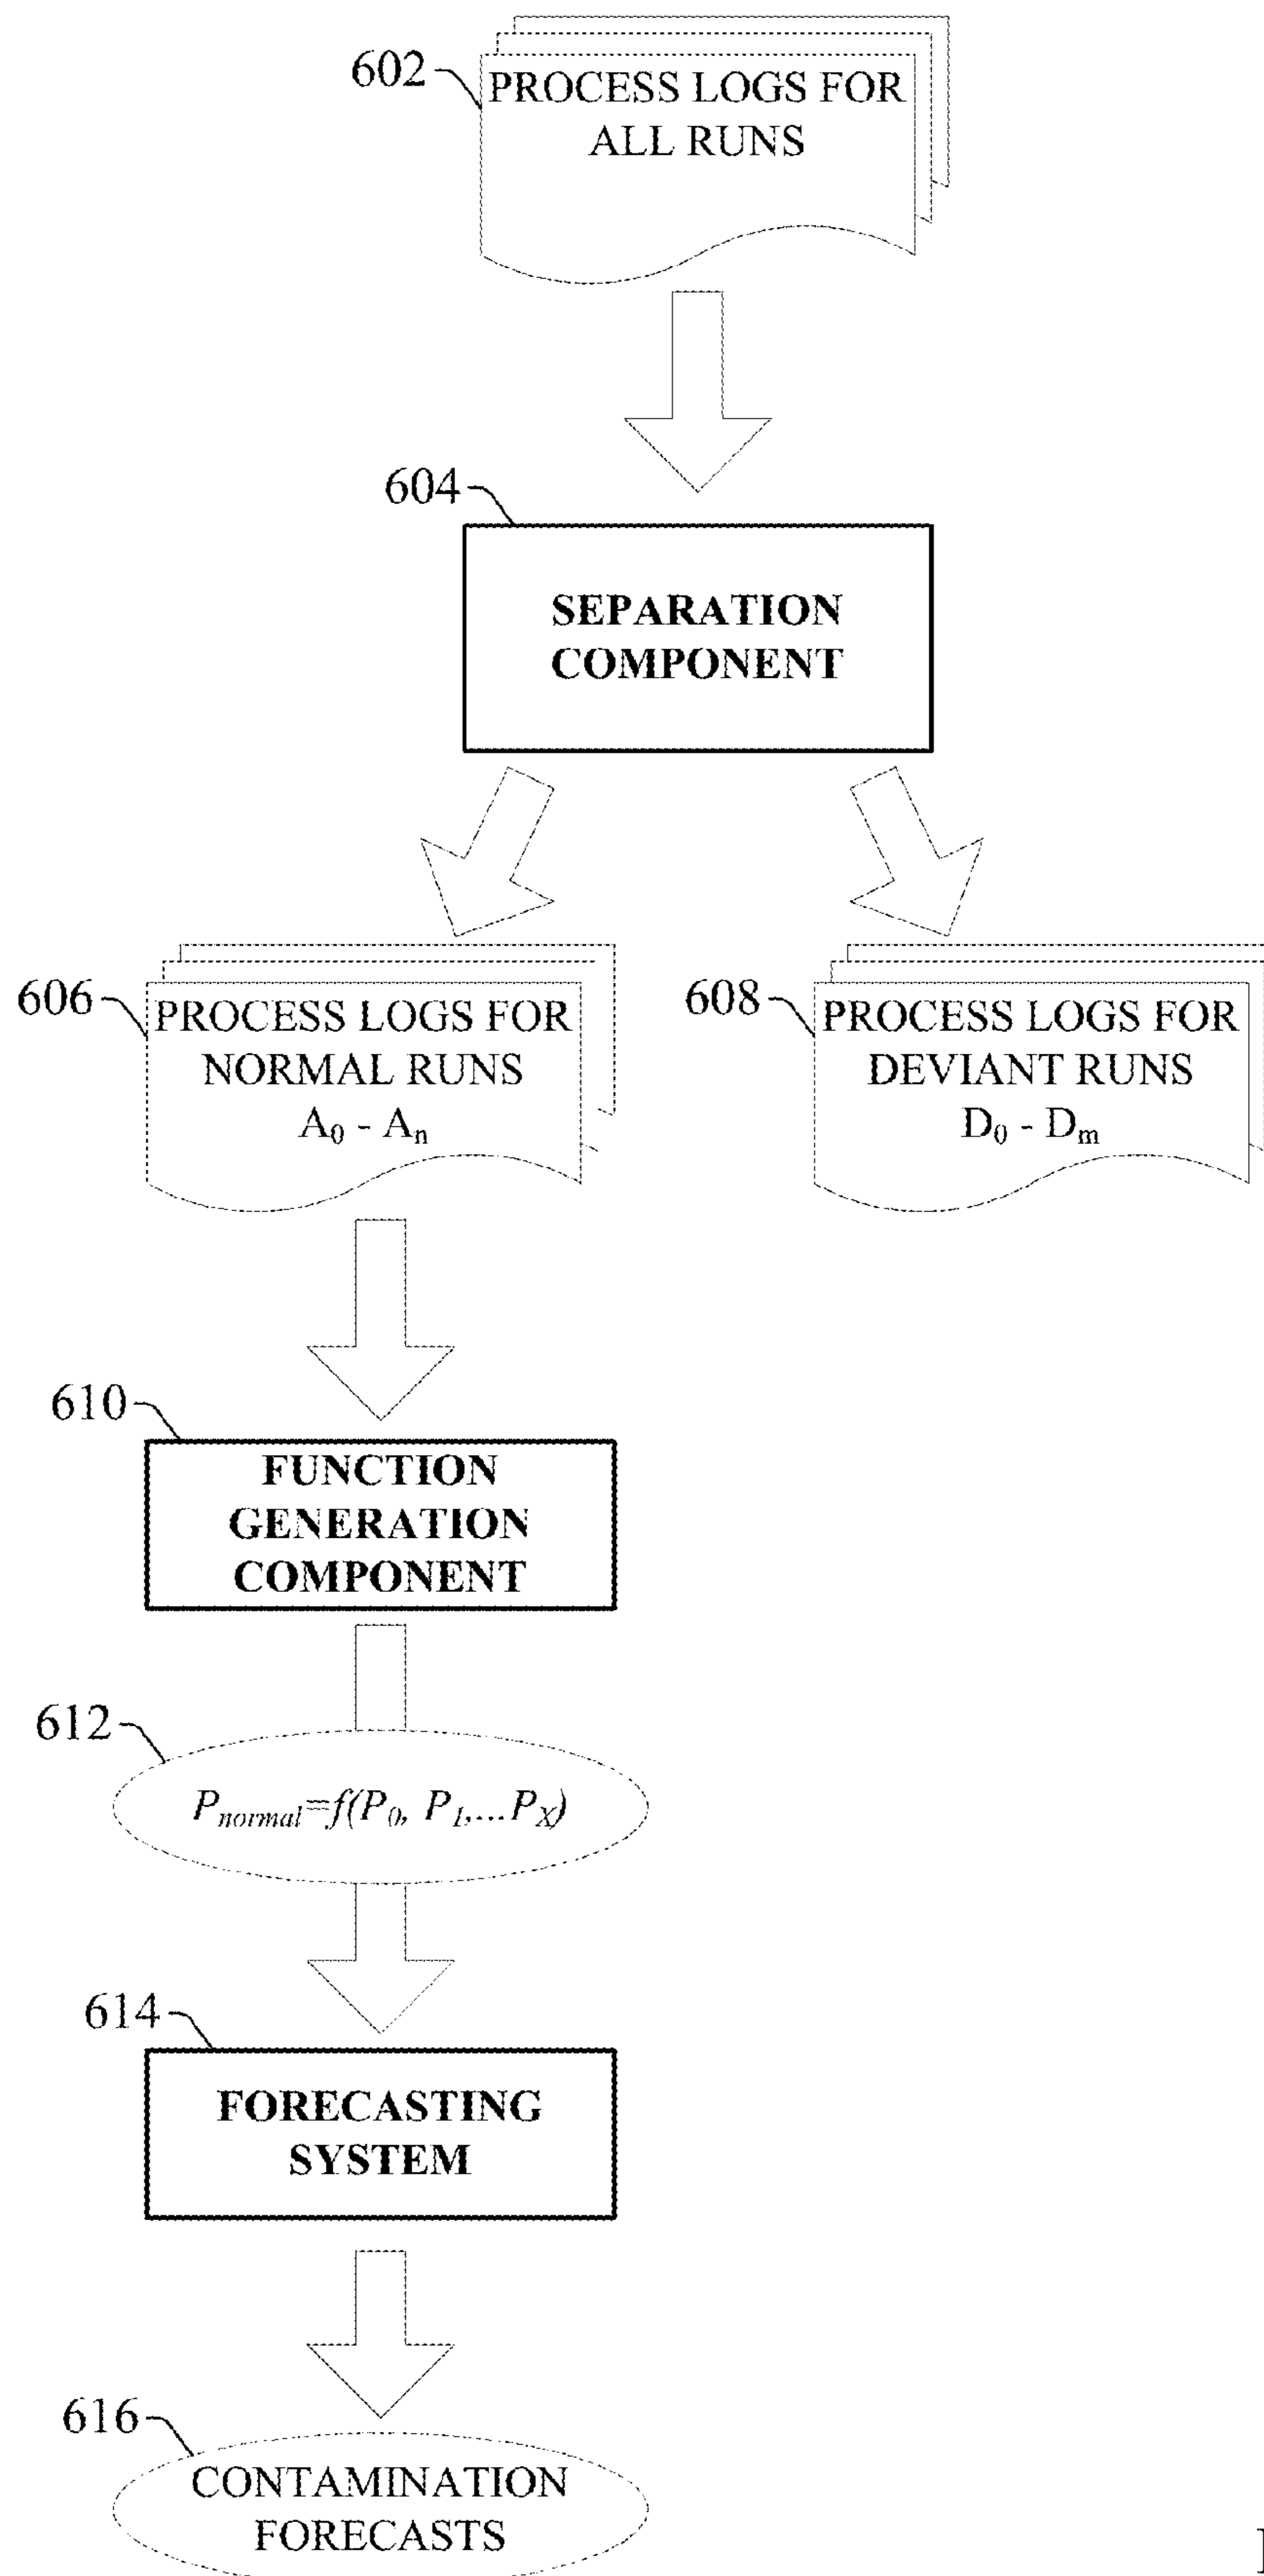 602
PROCESS LOGS FOR
ALL RUNS
604
SEPARATION
COMPONENT
606
PROCESS LOGS FOR
NORMAL RUNS
A₀ - Aₙ
608
PROCESS LOGS FOR
DEVIANT RUNS
D₀ - Dₘ
610
FUNCTION
GENERATION
COMPONENT
612
P_normal=f(P₀, P₁,... P_X)
614
FORECASTING
SYSTEM
616
CONTAMINATION
FORECASTS